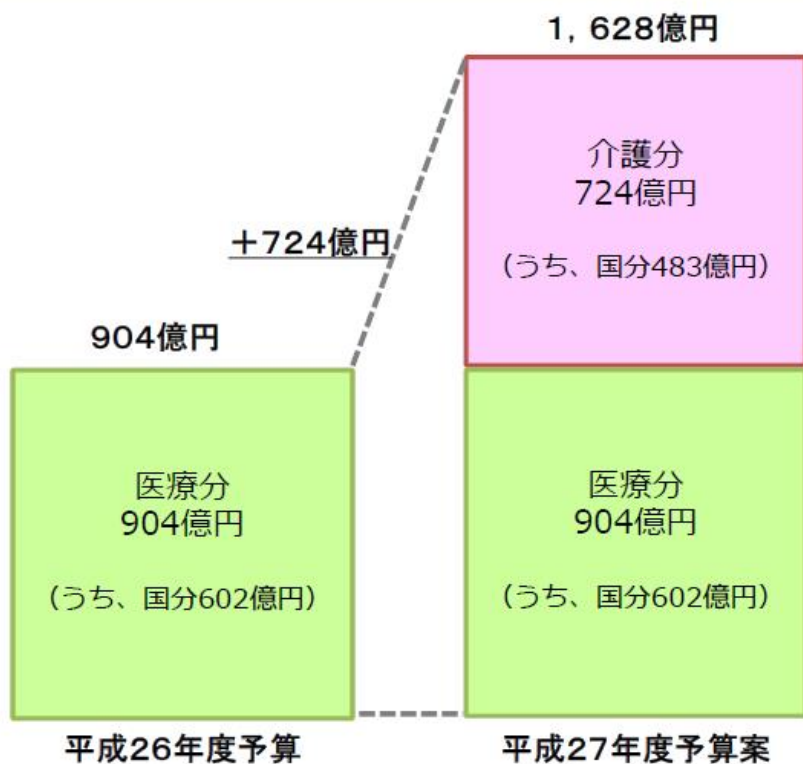 1，628億円
介護分
724億円
（うち、国分483億円）
＋724億円
904億円
医療分
904億円
（うち、国分602億円）
医療分
904億円
（うち、国分602億円）
平成26年度予算
平成27年度予算案